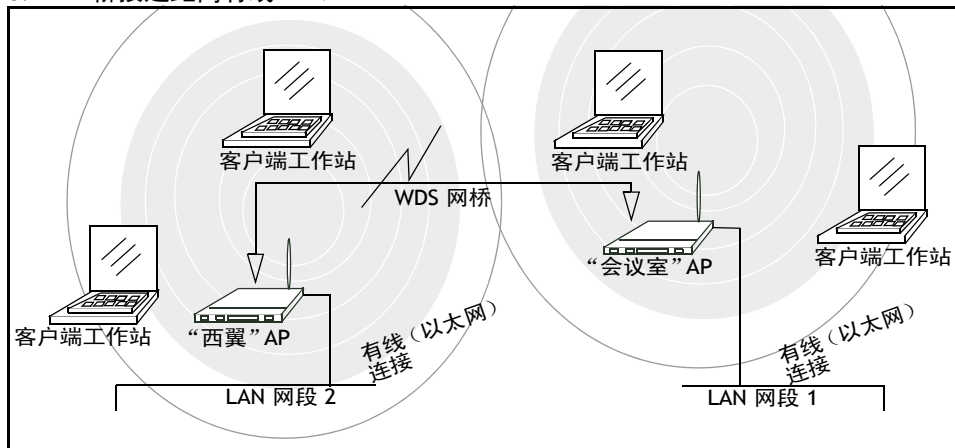 客户端工作站
客户端工作站
WDS 网桥
客户端工作站
“会议室”AP
客户端工作站
“西翼”AP
有线（以太网）
连接
有线（以太网）
连接
LAN 网段 2
LAN 网段 1